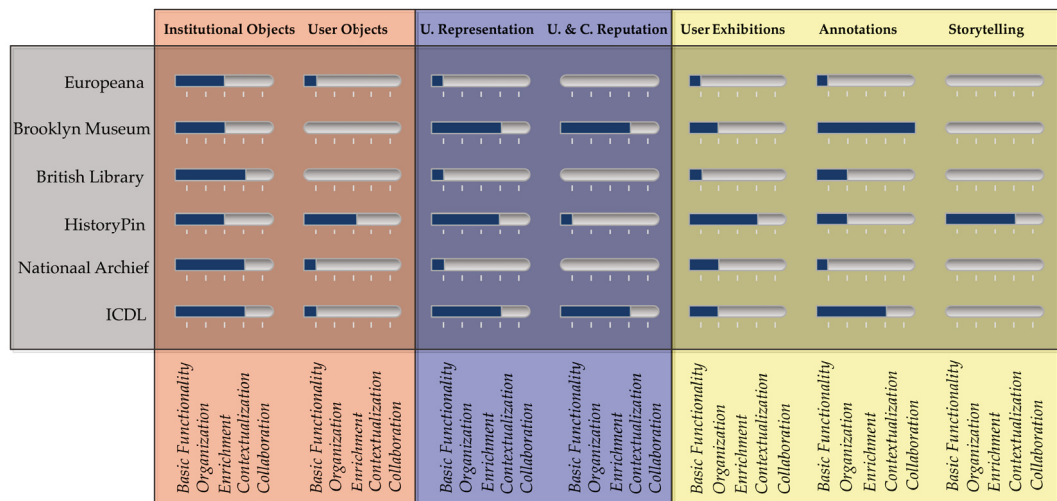 Institutional Objects User Objects U. Representation U. & C. Reputation User Exhibitions Annotations Storytelling
Europeana
Brooklyn Museum
British Library
HistoryPin
Nationaal Archief
ICDL
Basic Functionality
Organization
Enrichment
Contextualization
Collaboration
Basic Functionality
Organization
Enrichment
Contextualization
Collaboration
Basic Functionality
Organization
Enrichment
Contextualization
Collaboration
Basic Functionality
Organization
Enrichment
Contextualization
Collaboration
Basic Functionality
Organization
Enrichment
Contextualization
Collaboration
Basic Functionality
Organization
Enrichment
Contextualization
Collaboration
Basic Functionality
Organization
Enrichment
Contextualization
Collaboration